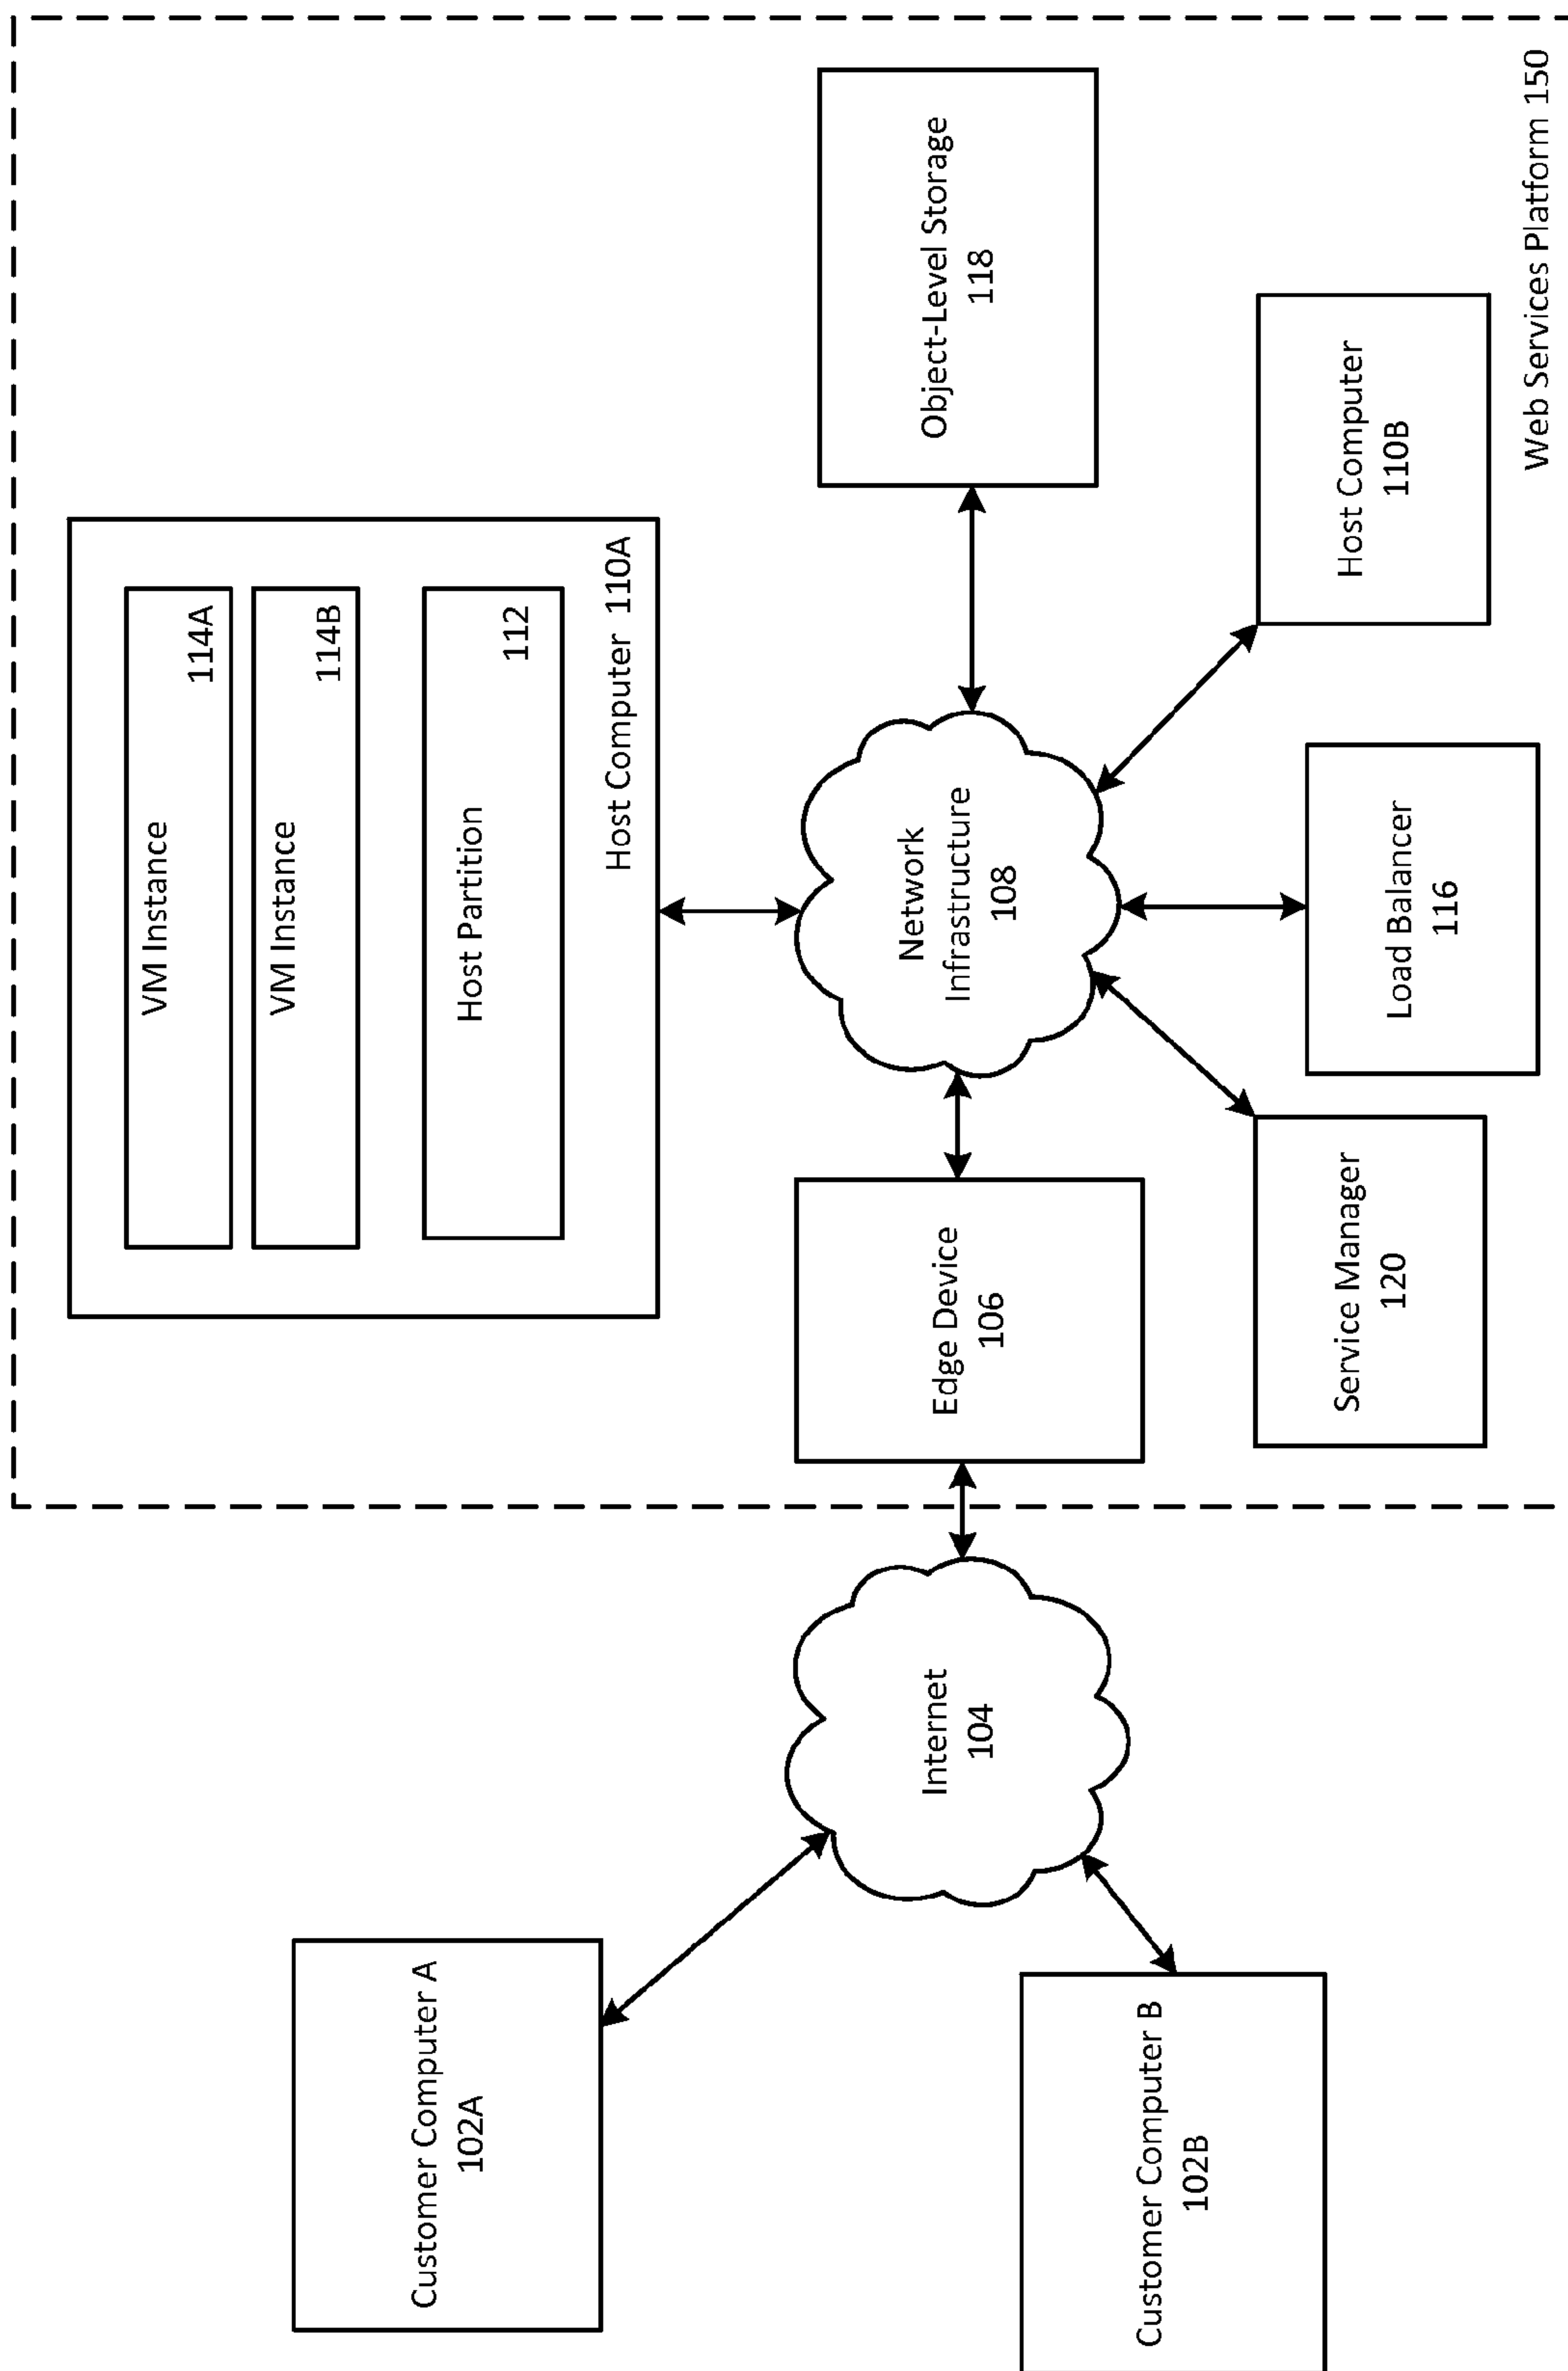 VM Instance
114A
VM Instance
114B
Host Partition
112
Host Computer 110A
Customer Computer A
102A
Internet
104
Edge Device
106
Network
Infrastructure
108
Object-Level Storage
118
Customer Computer B
102B
Service Manager
120
Load Balancer
116
Host Computer
110B
Web Services Platform 150